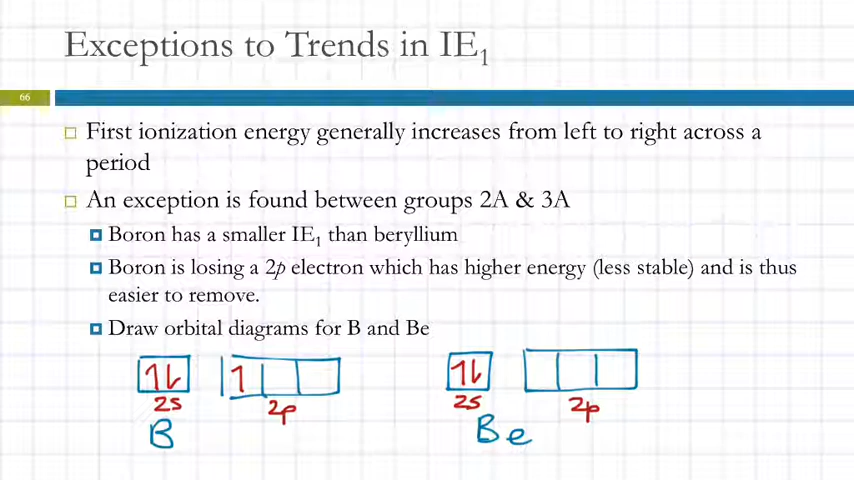 Exceptions to Trends in IE₁
66
First ionization energy generally increases from left to right across a
period
An exception is found between groups 2A & 3A
Boron has a smaller IE₁ than beryllium
Boron is losing a 2p electron which has higher energy (less stable) and is thus
easier to remove.
Draw orbital diagrams for B and Be
1L 1 1L
2s 2p 2s 2p
B Be